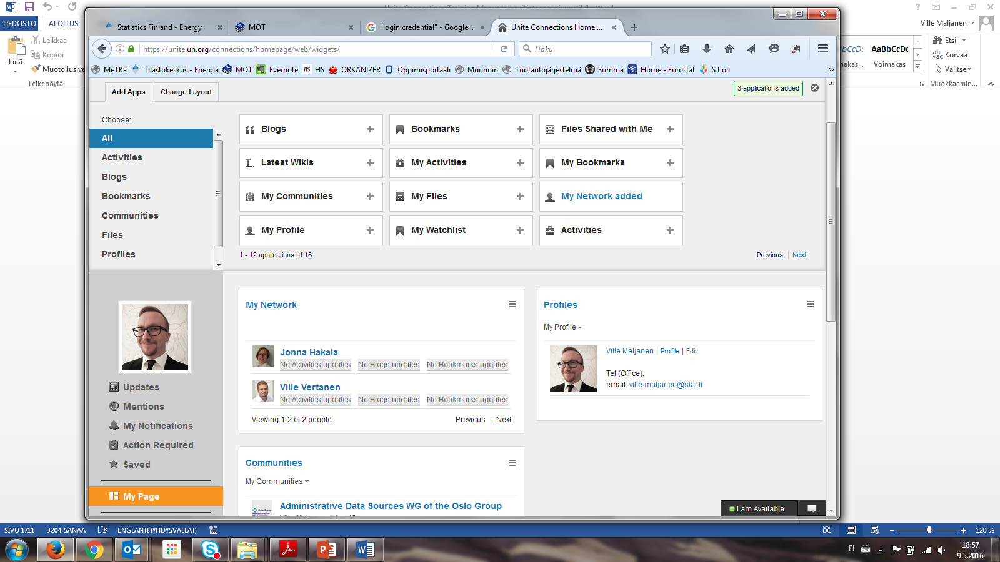 TIEDOSTO
ALOITUS
Ville Maljanen
Leikkaa
Kopioi
Liitä
Muotoilusive
Leikepöytä
AaBbCcDc
Voimakas
Etsi
Korvaa
Valitse
Muokkaamin...
Statistics Finland - Energy
MOT
"login credential" - Google...
Unite Connections Home ...
https://unite.un.org/connections/homepage/web/widgets/
Haku
MeTKa
Tilastokeskus - Energia
MOT
Evernote
HS HS
ORKANIZER
Oppimisportaali
Muunnin
Tuotantojärjestelmä
Summa
Home - Eurostat
S t o j
Add Apps
Change Layout
3 applications added
Choose:
All
Activities
Blogs
Bookmarks
Communities
Files
Profiles
Blogs
Bookmarks
Files Shared with Me
Latest Wikis
My Activities
My Bookmarks
My Communities
My Files
My Network added
My Profile
My Watchlist
Activities
1 - 12 applications of 18
Previous | Next
Updates
Mentions
My Notifications
Action Required
Saved
My Page
My Network
Jonna Hakala
No Activities updates No Blogs updates No Bookmarks updates
Ville Vertanen
No Activities updates No Blogs updates No Bookmarks updates
Viewing 1-2 of 2 people
Previous | Next
Profiles
My Profile
Ville Maljanen | Profile | Edit
Tel (Office):
email: ville.maljanen@stat.fi
Communities
My Communities
Administrative Data Sources WG of the Oslo Group
I am Available
SIVU 1/11
3204 SANAA
ENGLANTI (YHDYSVALLAT)
120 %
FI
18:57
9.5.2016